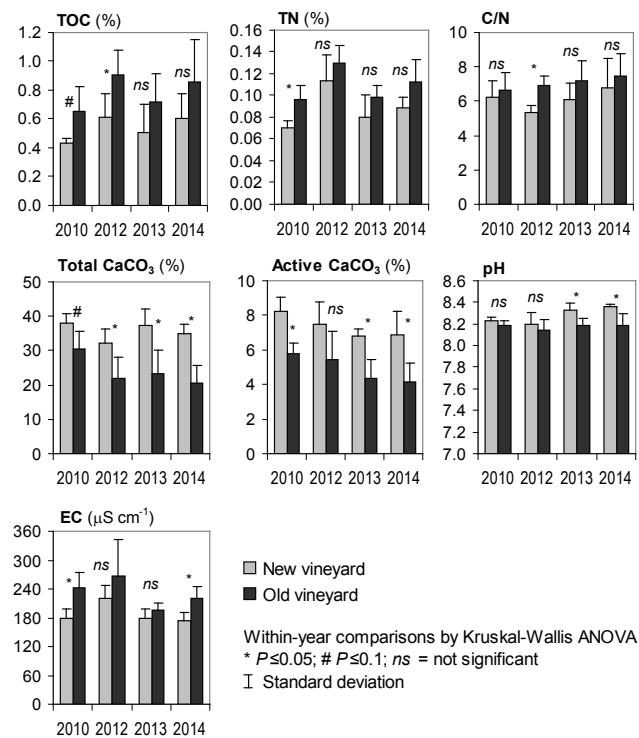 TOC (%)
1.2
1.0
0.8
0.6
0.4
0.2
0.0
#
*
ns
ns
2010 2012 2013 2014
TN (%)
0.20
0.18
0.16
0.14
0.12
0.10
0.08
0.06
0.04
0.02
0.00
*
ns
ns
ns
2010 2012 2013 2014
C/N
10
8
6
4
2
0
ns
*
ns
ns
2010 2012 2013 2014
Total CaCO₃ (%)
50
40
30
20
10
0
#
*
*
*
2010 2012 2013 2014
Active CaCO₃ (%)
10
8
6
4
2
0
*
ns
*
*
2010 2012 2013 2014
pH
8.6
8.4
8.2
8.0
7.8
7.6
7.4
7.2
7.0
ns
ns
*
*
2010 2012 2013 2014
EC (µS cm⁻¹)
360
300
240
180
120
60
0
*
ns
ns
*
2010 2012 2013 2014
New vineyard
Old vineyard
Within-year comparisons by Kruskal-Wallis ANOVA
* P≤0.05; # P≤0.1; ns = not significant
Standard deviation